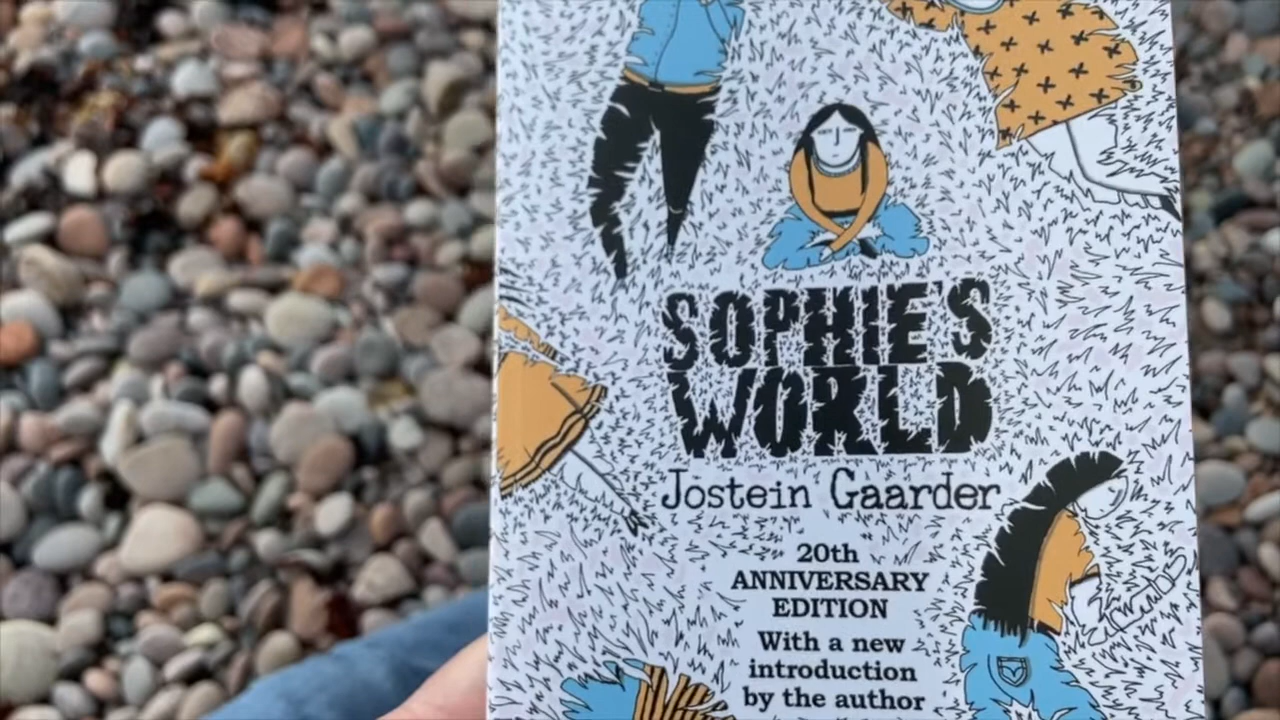 SOPHIE'S
WORLD
Jostein Gaarder
20th
ANNIVERSARY
EDITION
With a new
introduction
by the author